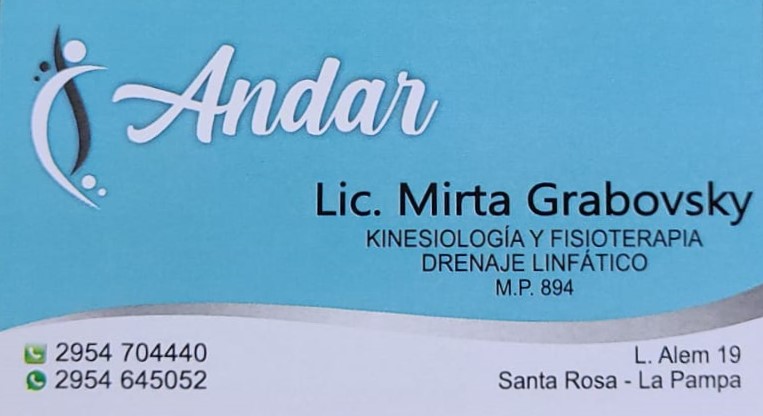 Andar
Lic. Mirta Grabovsky
KINESIOLOGÍA Y FISIOTERAPIA
DRENAJE LINFÁTICO
M.P. 894
2954 704440
2954 645052
L. Alem 19
Santa Rosa - La Pampa